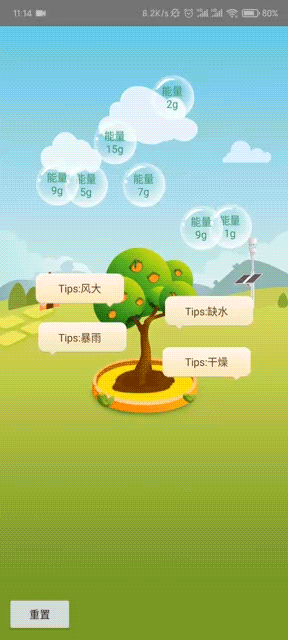 11:14
8.2K/s
80%
能量
2g
能量
15g
能量
9g
能量
5g
能量
7g
能量
9g
能量
1g
Tips:风大
Tips:缺水
Tips:暴雨
Tips:干燥
重置